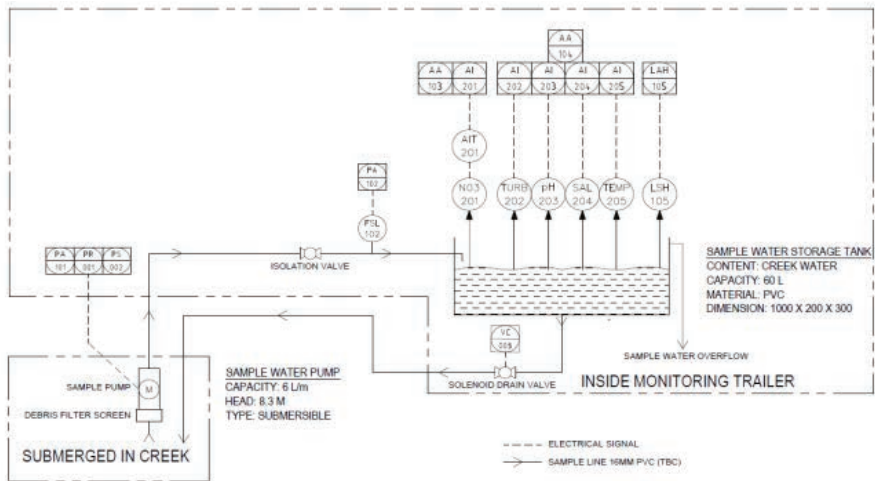 AA
104
AA
103
AI
201
AI
202
AI
203
AI
204
AI
205
LAH
105
AIT
201
NO3
201
TURB
202
pH
203
SAL
204
TEMP
205
LSH
105
PA
102
FSL
102
ISOLATION VALVE
PA
101
PR
001
PS
002
SAMPLE WATER STORAGE TANK
CONTENT: CREEK WATER
CAPACITY: 60 L
MATERIAL: PVC
DIMENSION: 1000 X 200 X 300
VC
SAMPLE WATER OVERFLOW
SOLENOID DRAIN VALVE
INSIDE MONITORING TRAILER
SAMPLE WATER PUMP
CAPACITY: 6 L/m
HEAD: 8.3 M
TYPE: SUBMERSIBLE
SAMPLE PUMP
M
DEBRIS FILTER SCREEN
SUBMERGED IN CREEK
ELECTRICAL SIGNAL
SAMPLE LINE 16MM PVC (TBC)